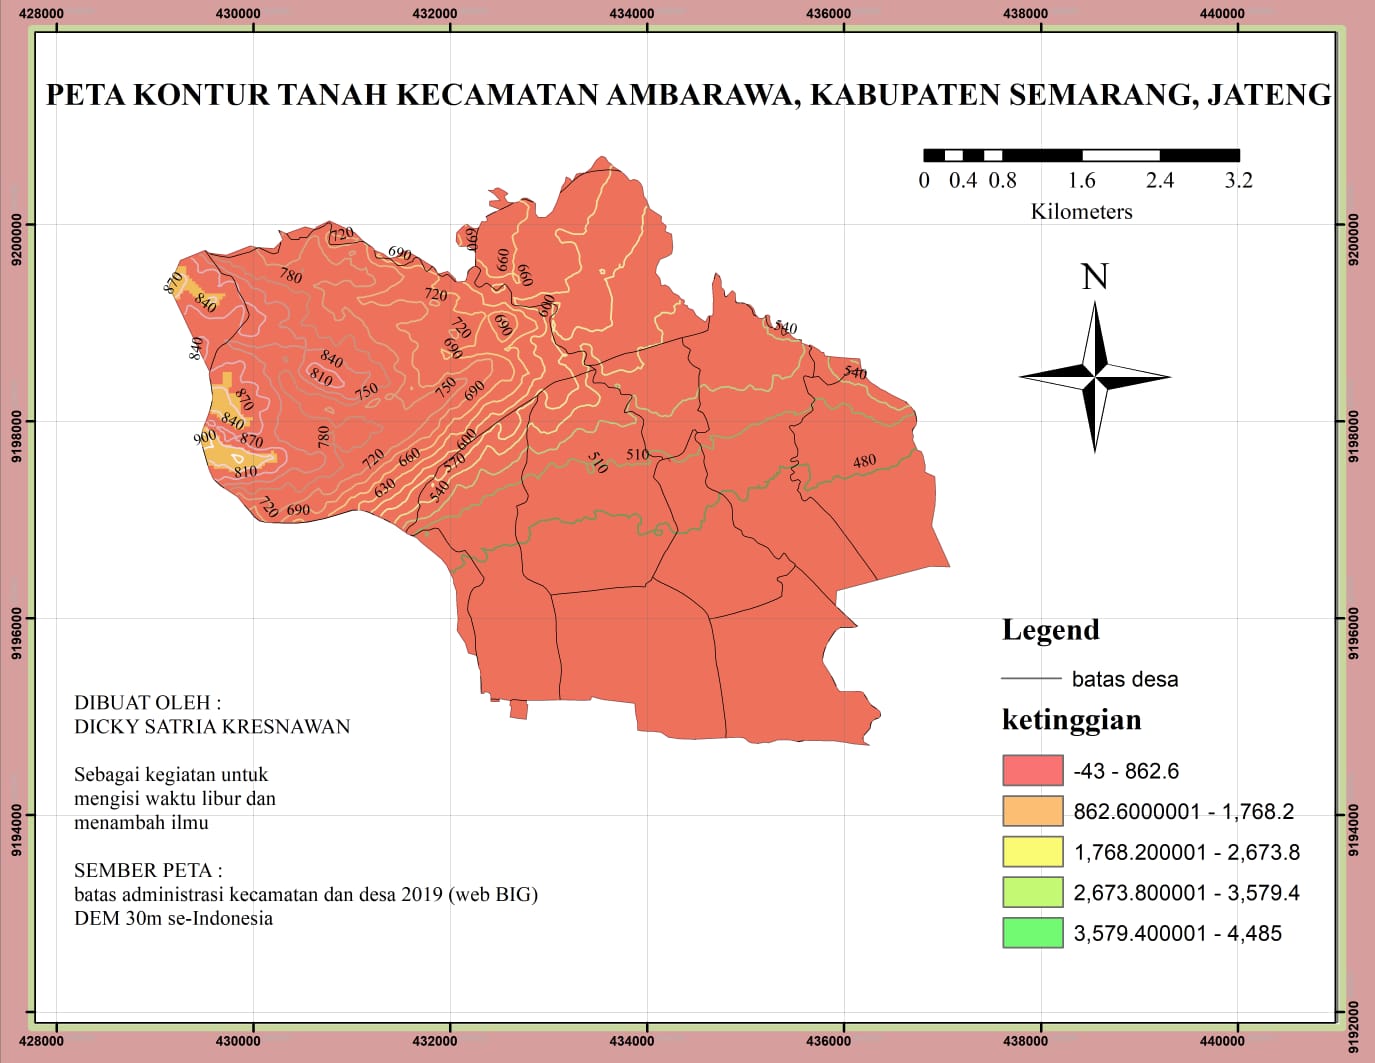 428000 430000 432000 434000 436000 438000 440000
PETA KONTUR TANAH KECAMATAN AMBARAWA, KABUPATEN SEMARANG, JATENG
0 0.4 0.8 1.6 2.4 3.2
Kilometers
N
9200000
9200000
720
690
690
660
660
780
870
840
720
600
720
690
690
540
840
840
810
750
750
690
540
870
840
9198000
9198000
900
870
780
600
510
510
480
810
720
660
570
630
540
720
690
9196000
9196000
Legend
batas desa
ketinggian
-43 - 862.6
862.6000001 - 1,768.2
1,768.200001 - 2,673.8
2,673.800001 - 3,579.4
3,579.400001 - 4,485
DIBUAT OLEH :
DICKY SATRIA KRESNAWAN
Sebagai kegiatan untuk
mengisi waktu libur dan
menambah ilmu
SEMBER PETA :
batas administrasi kecamatan dan desa 2019 (web BIG)
DEM 30m se-Indonesia
9194000
9194000
9192000
428000 430000 432000 434000 436000 438000 440000